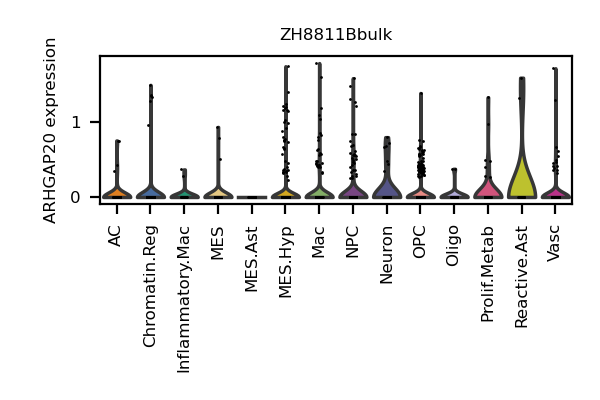 ZH8811Bbulk
ARHGAP20 expression
1
0
AC
Chromatin.Reg
Inflammatory.Mac
MES
MES.Ast
MES.Hyp
Mac
NPC
Neuron
OPC
Oligo
Prolif.Metab
Reactive.Ast
Vasc